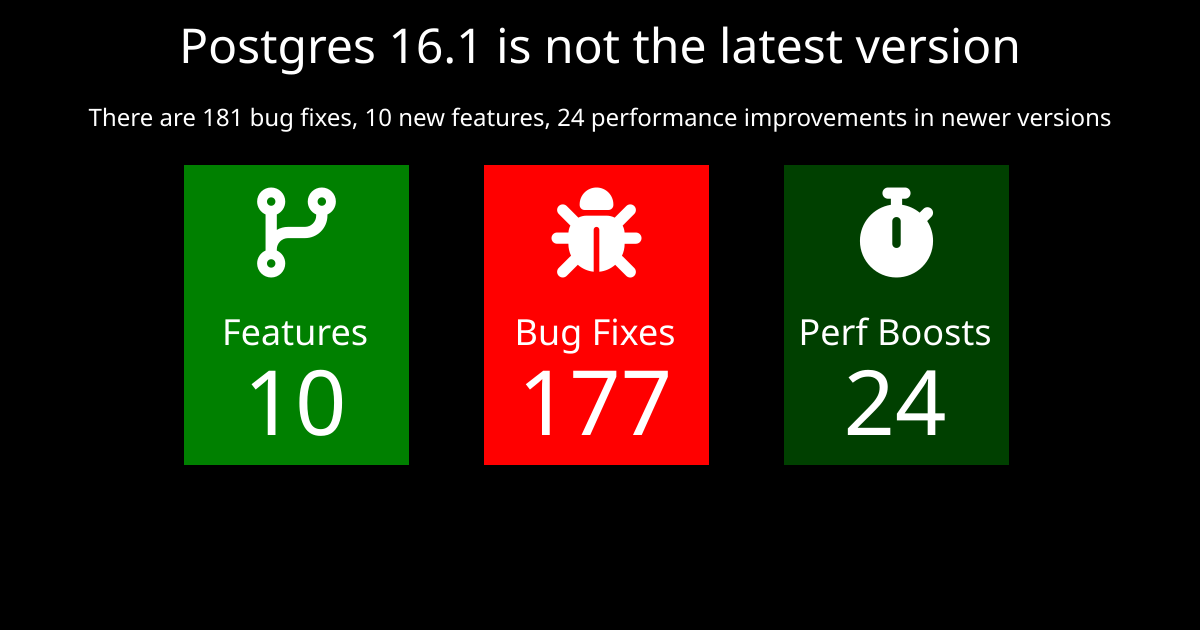 Postgres 16.1 is not the latest version
There are 181 bug fixes, 10 new features, 24 performance improvements in newer versions
Features
10
Bug Fixes
177
Perf Boosts
24